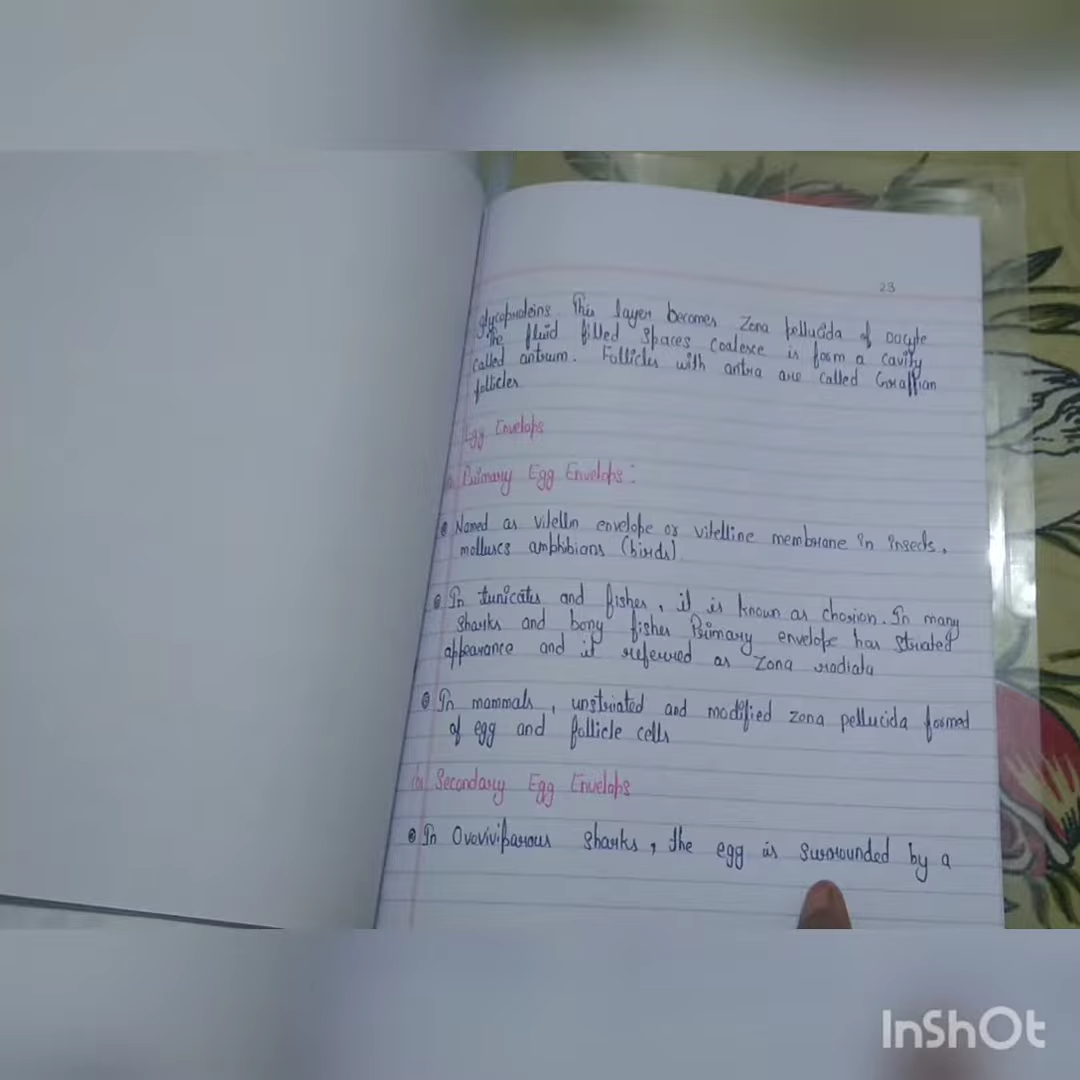 23
glycoproteins. This layer becomes Zona pellucida of oocyte
The fluid filled spaces coalexe is form a cavity
called antrum. Follicles with antra are called Graffian
follicles
Egg Envelops
Primary Egg Envelops:
Named as vitellin envelope or vitelline membrane in insects,
molluscs amphibians (birds)
In tunicates and fishes, it is known as chorion. In many
sharks and bony fishes Primary envelope has striated
appearance and it referred as Zona radiata
In mammals, unstriated and modified zona pellucida formed
of egg and follicle cells
(b) Secondary Egg Envelops
In Ovoviviparous sharks, the egg is surrounded by a
InShOt